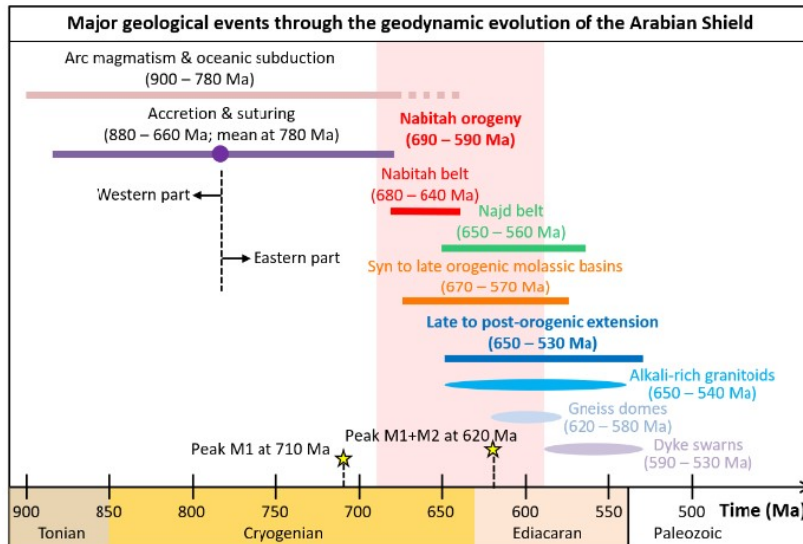 Major geological events through the geodynamic evolution of the Arabian Shield
Arc magmatism & oceanic subduction
(900 – 780 Ma)
Accretion & suturing
(880 – 660 Ma; mean at 780 Ma)
Nabitah orogeny
(690 – 590 Ma)
Western part
Eastern part
Nabitah belt
(680 – 640 Ma)
Najd belt
(650 – 560 Ma)
Syn to late orogenic molassic basins
(670 – 570 Ma)
Late to post-orogenic extension
(650 – 530 Ma)
Alkali-rich granitoids
(650 – 540 Ma)
Gneiss domes
(620 – 580 Ma)
Peak M1 at 710 Ma
Peak M1+M2 at 620 Ma
Dyke swarns
(590 – 530 Ma)
900 850 800 750 700 650 600 550 500 Time (Ma)
Tonian Cryogenian Ediacaran Paleozoic